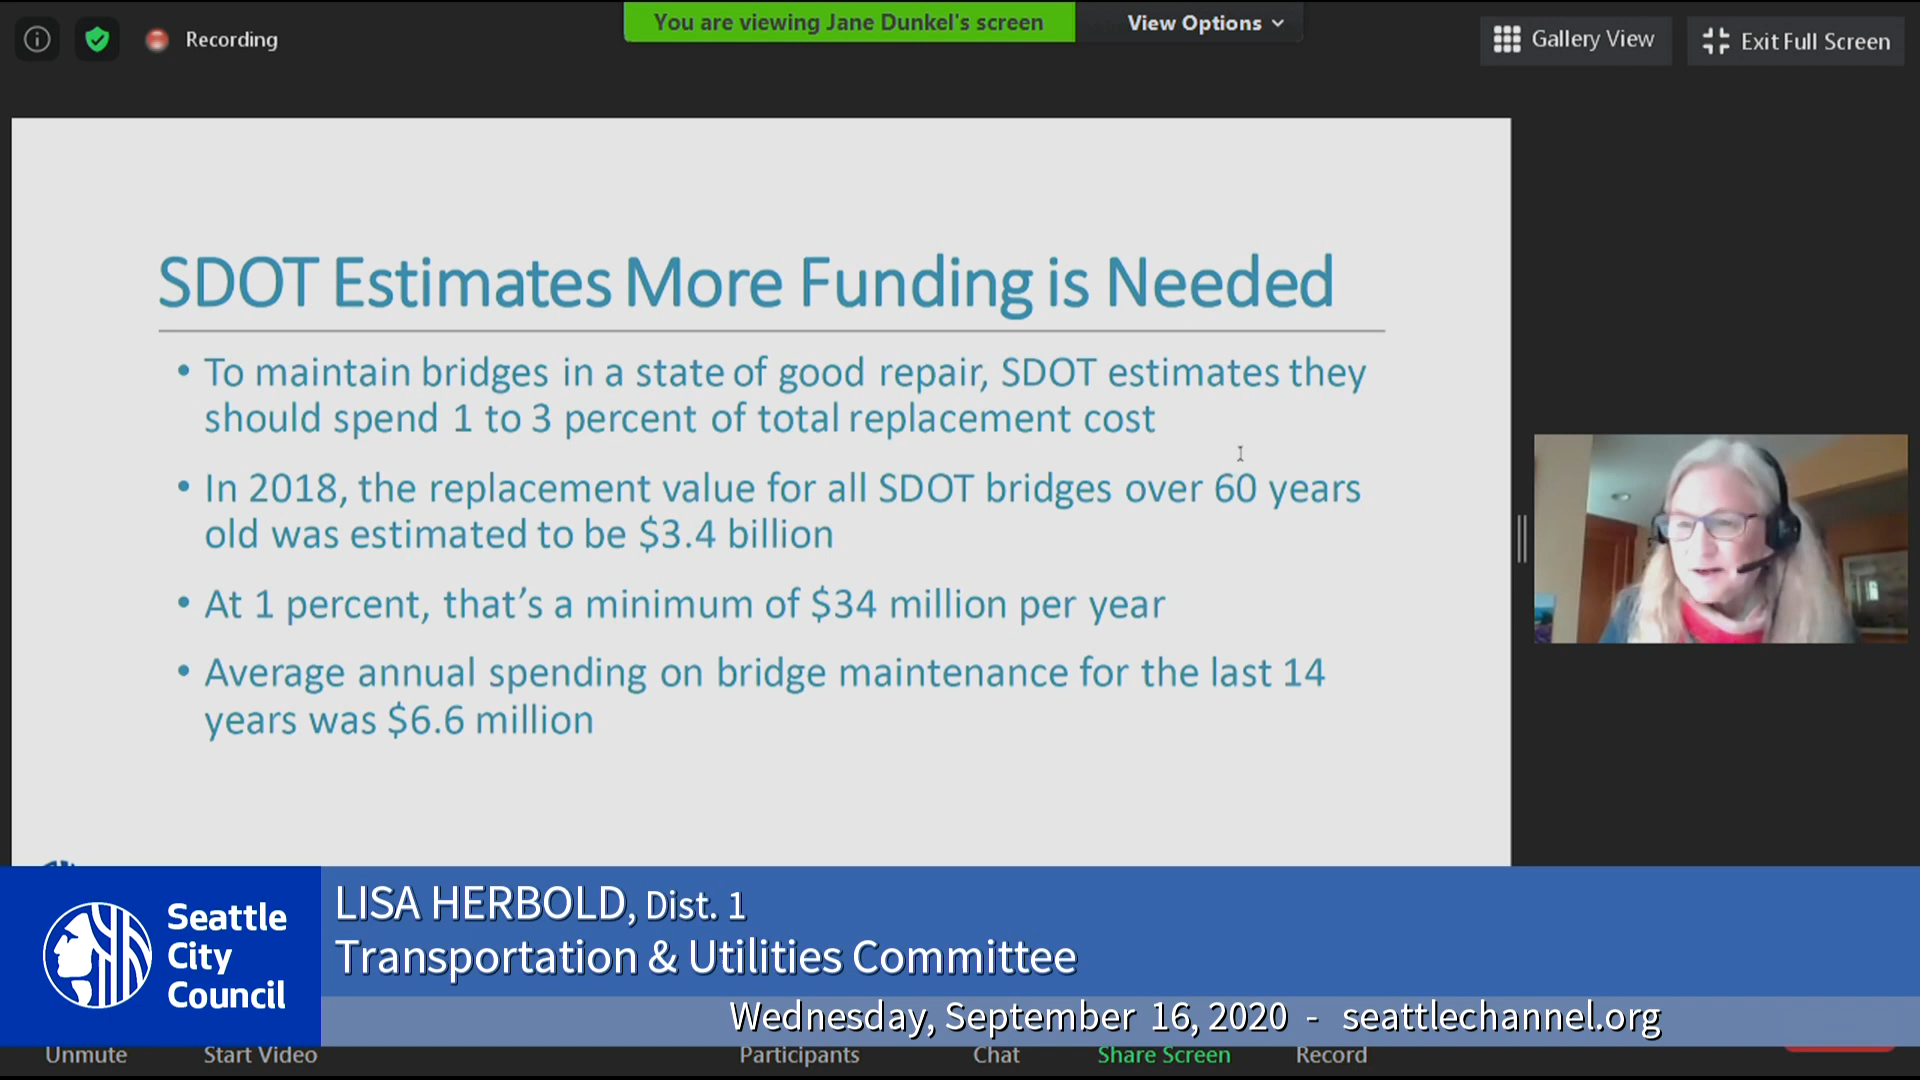 Recording
You are viewing Jane Dunkel's screen
View Options
Gallery View
Exit Full Screen
SDOT Estimates More Funding is Needed
• To maintain bridges in a state of good repair, SDOT estimates they
should spend 1 to 3 percent of total replacement cost
• In 2018, the replacement value for all SDOT bridges over 60 years
old was estimated to be $3.4 billion
• At 1 percent, that's a minimum of $34 million per year
• Average annual spending on bridge maintenance for the last 14
years was $6.6 million
Seattle
City
Council
LISA HERBOLD, Dist. 1
Transportation & Utilities Committee
Wednesday, September 16, 2020 - seattlechannel.org
Unmute
Start Video
Participants
Chat
Share Screen
Record